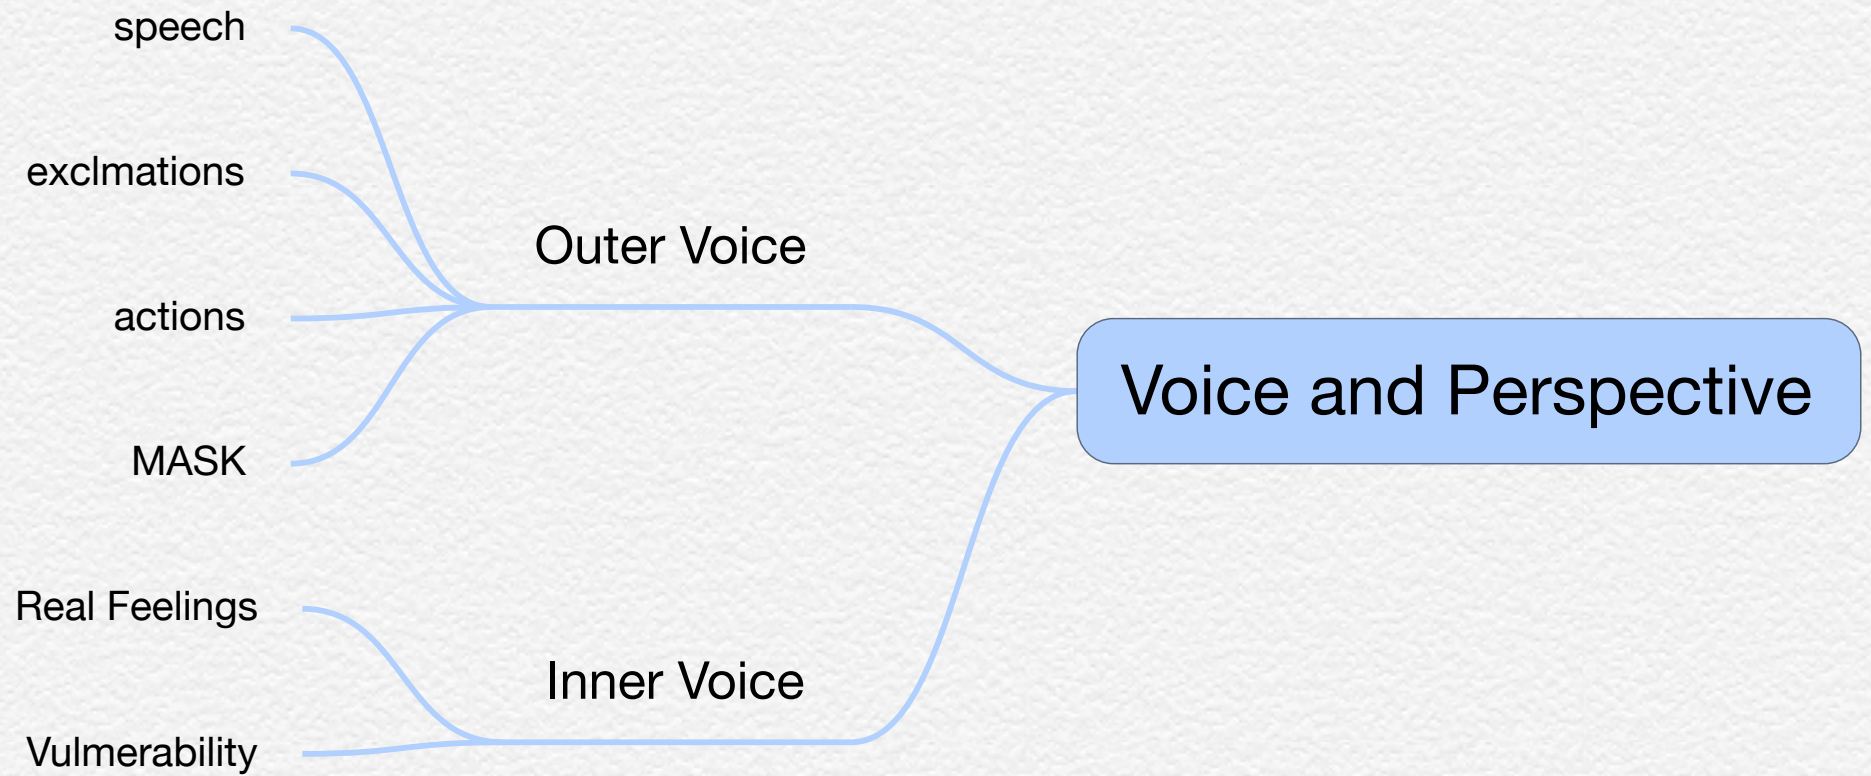 speech
exclmations
Outer Voice
actions
Voice and Perspective
MASK
Real Feelings
Inner Voice
Vulmerability